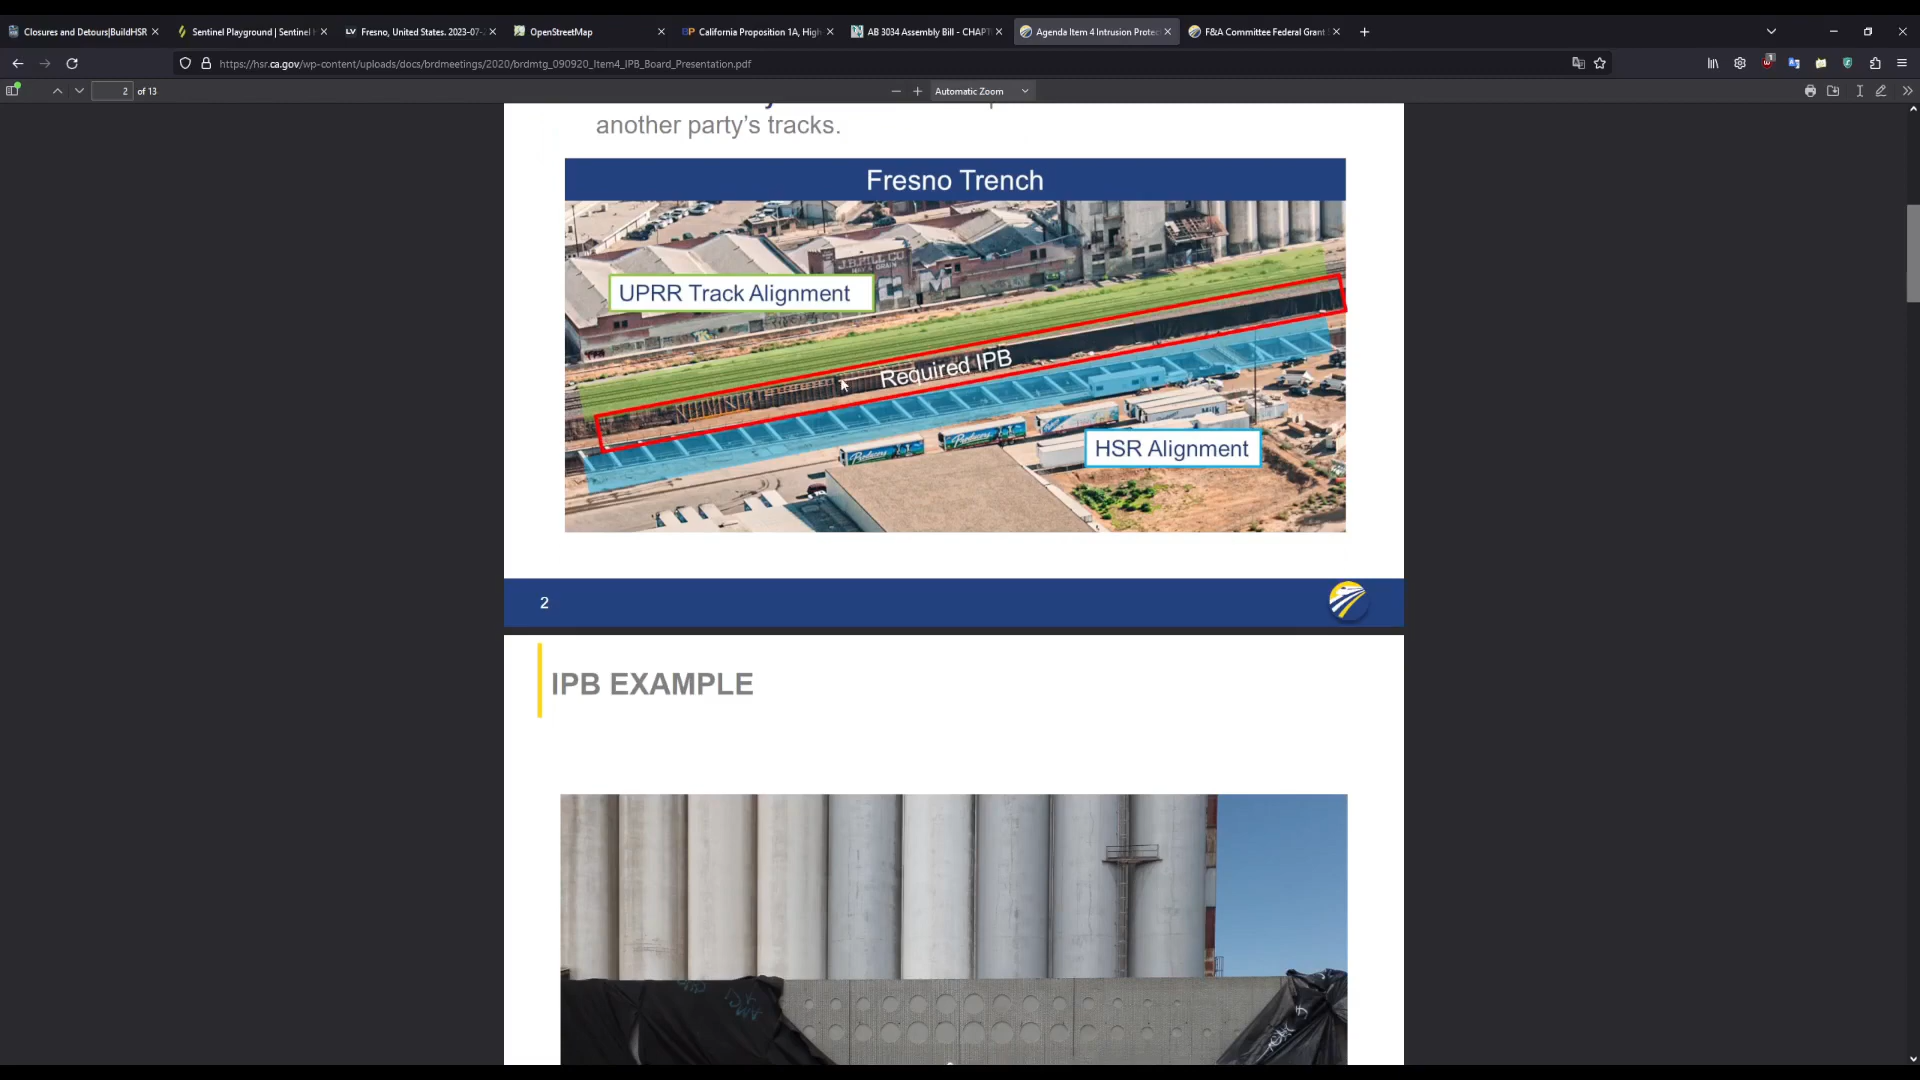 Closures and Detours|BuildHSR
Sentinel Playground | Sentinel
Fresno, United States. 2023-07-
OpenStreetMap
California Proposition 1A, High
AB 3034 Assembly Bill - CHAPT
Agenda Item 4 Intrusion Protec
F&A Committee Federal Grant
https://hsr.ca.gov/wp-content/uploads/docs/brdmeetings/2020/brdmtg_090920_Item4_IPB_Board_Presentation.pdf
2 of 13
Automatic Zoom
another party's tracks.
Fresno Trench
UPRR Track Alignment
Required IPB
HSR Alignment
2
IPB EXAMPLE